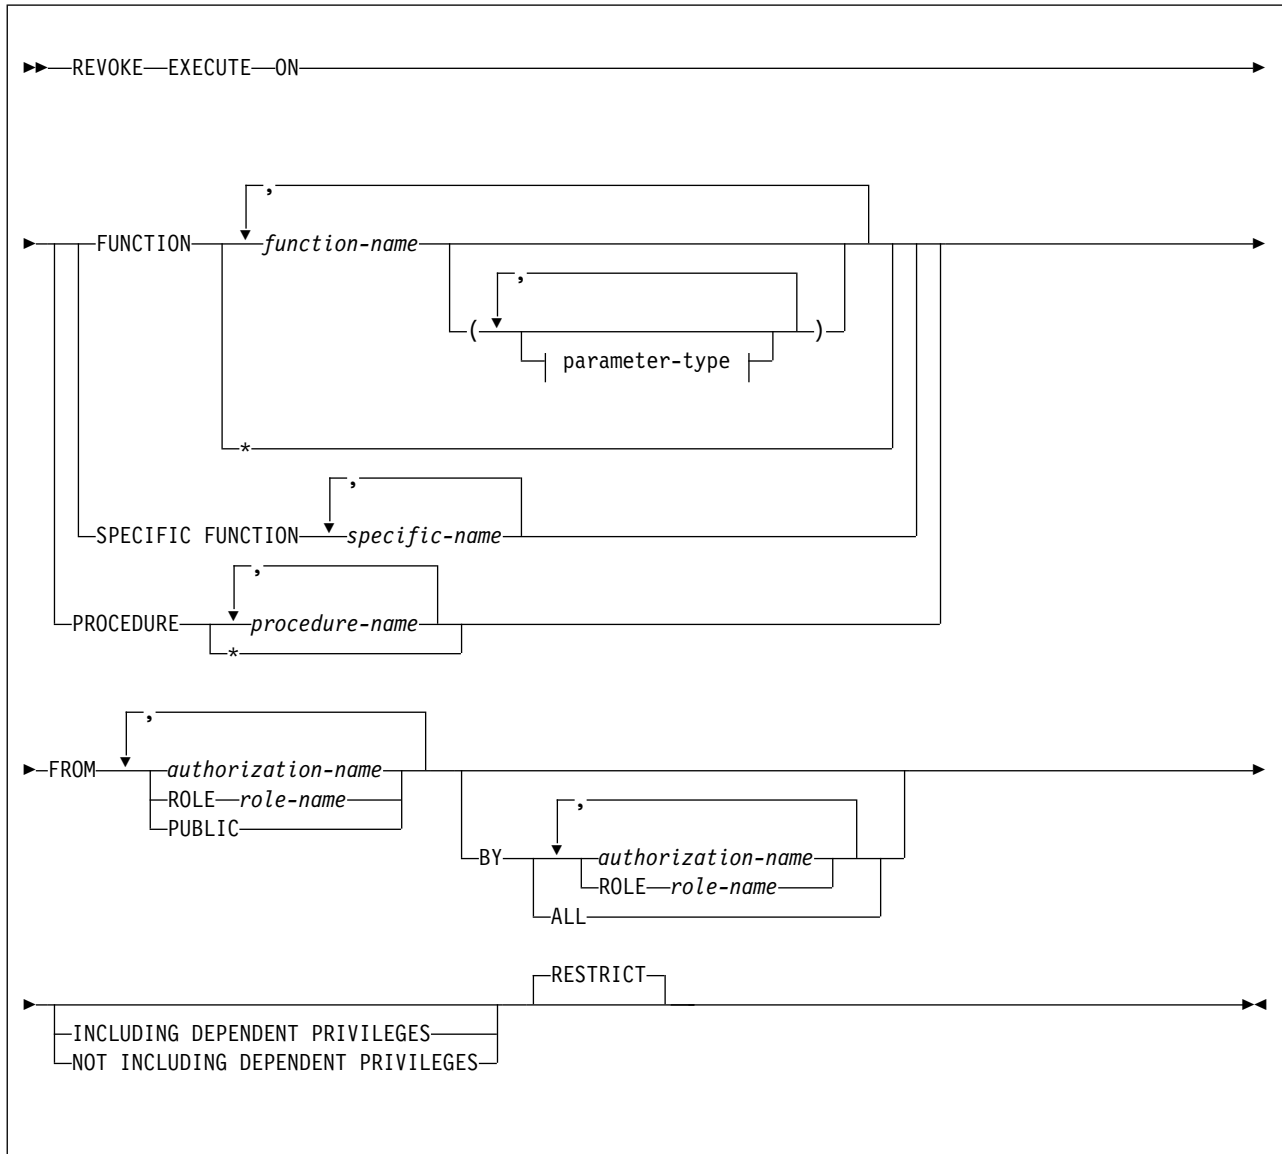 REVOKE EXECUTE ON
,
FUNCTION function-name
,
( )
parameter-type
*
,
SPECIFIC FUNCTION specific-name
,
PROCEDURE procedure-name
*
,
FROM authorization-name
ROLE role-name
,
PUBLIC
BY authorization-name
ROLE role-name
ALL
RESTRICT
INCLUDING DEPENDENT PRIVILEGES
NOT INCLUDING DEPENDENT PRIVILEGES